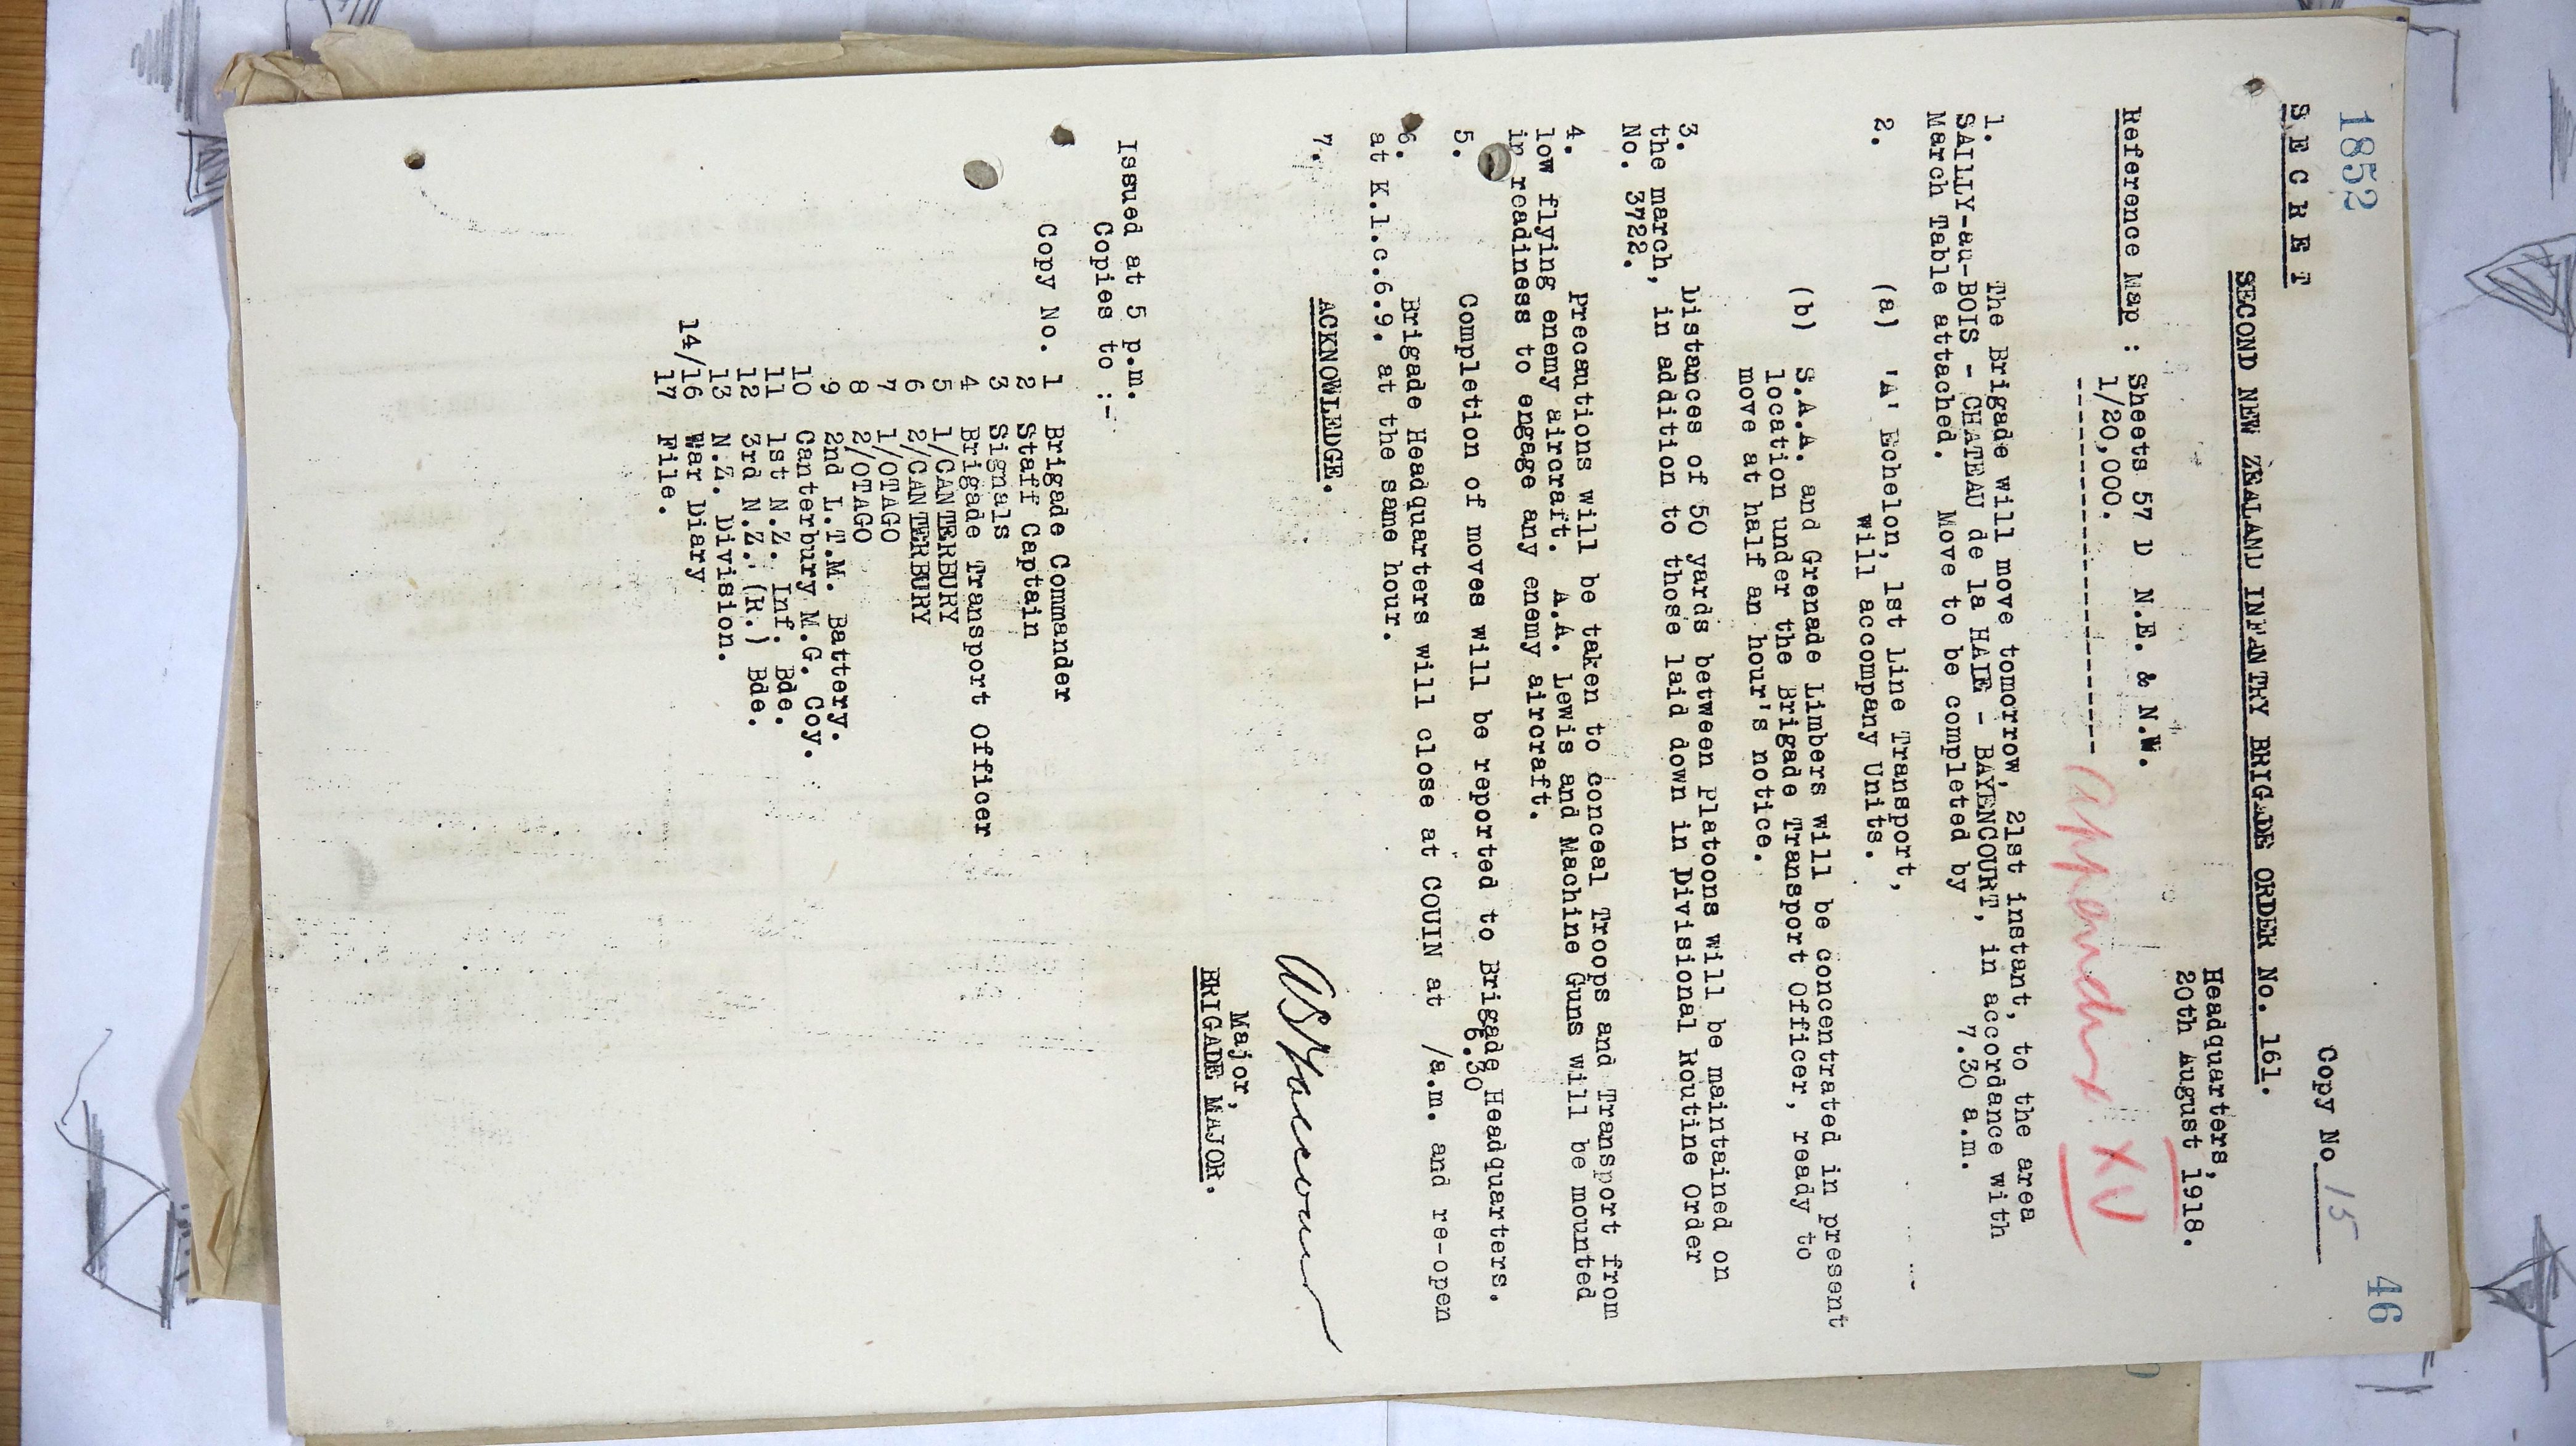 1852
46
SECRET
Copy No 15
SECOND NEW ZEALAND INFANTRY BRIGADE ORDER No. 161.
Headquarters,
20th August 1918.
Reference Map : Sheets 57 D N.E. & N.W.
1/20,000.
-------------------------- Appendix XV
1. The Brigade will move tomorrow, 21st instant, to the area
SAILLY-au-BOIS - CHATEAU de la HAIE - BAYENCOURT, in accordance with
March Table attached. Move to be completed by 7.30 a.m.
2. (a) 'A' Echelon, 1st Line Transport,
will accompany Units.
(b) S.A.A. and Grenade Limbers will be concentrated in present
location under the Brigade Transport Officer, ready to
move at half an hour's notice.
3. Distances of 50 yards between Platoons will be maintained on
the march, in addition to those laid down in Divisional Routine Order
No. 3722.
4. Precautions will be taken to conceal Troops and Transport from
low flying enemy aircraft. A.A. Lewis and Machine Guns will be mounted
in readiness to engage any enemy aircraft.
5. Completion of moves will be reported to Brigade Headquarters.
6.30
6. Brigade Headquarters will close at COUIN at /a.m. and re-open
at K.1.c.6.9. at the same hour.
7. ACKNOWLEDGE.
Major,
BRIGADE MAJOR.
Issued at 5 p.m.
Copies to :-
Copy No. 1 Brigade Commander
2 Staff Captain
3 Signals
4 Brigade Transport Officer
5 1/CANTERBURY
6 2/CANTERBURY
7 1/OTAGO
8 2/OTAGO
9 2nd L.T.M. Battery.
10 Canterbury M.G. Coy.
11 1st N.Z. Inf. Bde.
12 3rd N.Z. (R.) Bde.
13 N.Z. Division.
14/16 War Diary
17 File.